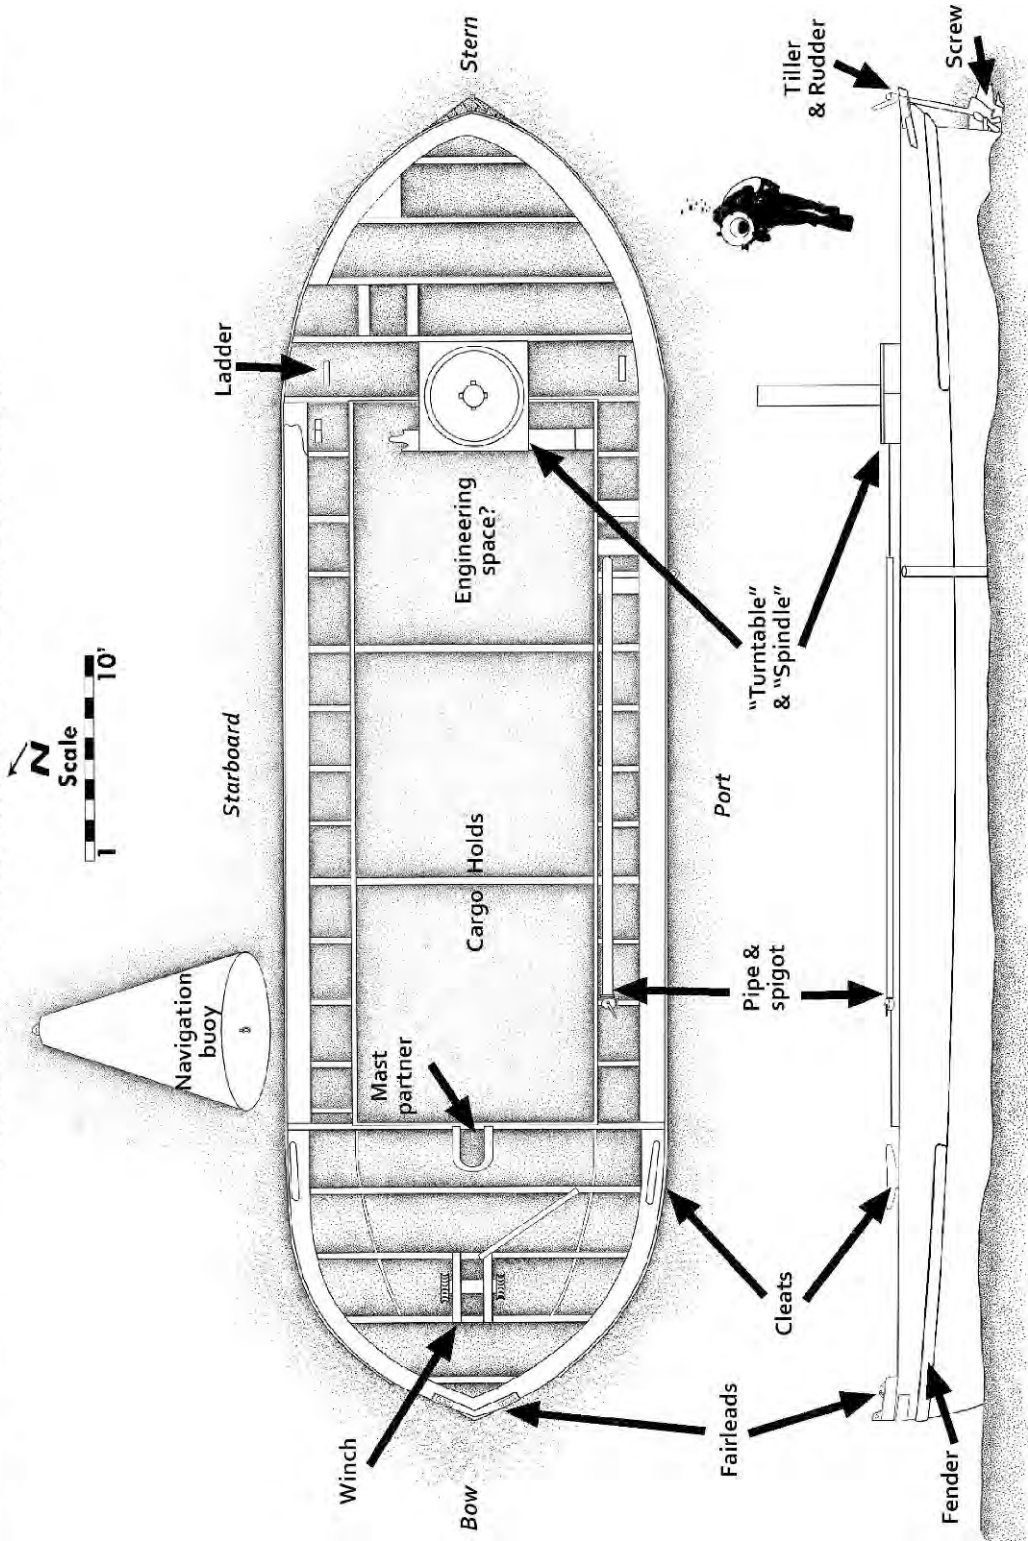 N
Scale
1
10'
Navigation
buoy
Starboard
Ladder
Stern
Mast
partner
Cargo Holds
Engineering
space?
Winch
Bow
Port
Fairleads
Cleats
Pipe &
spigot
"Turntable"
& "Spindle"
Tiller
& Rudder
Screw
Fender